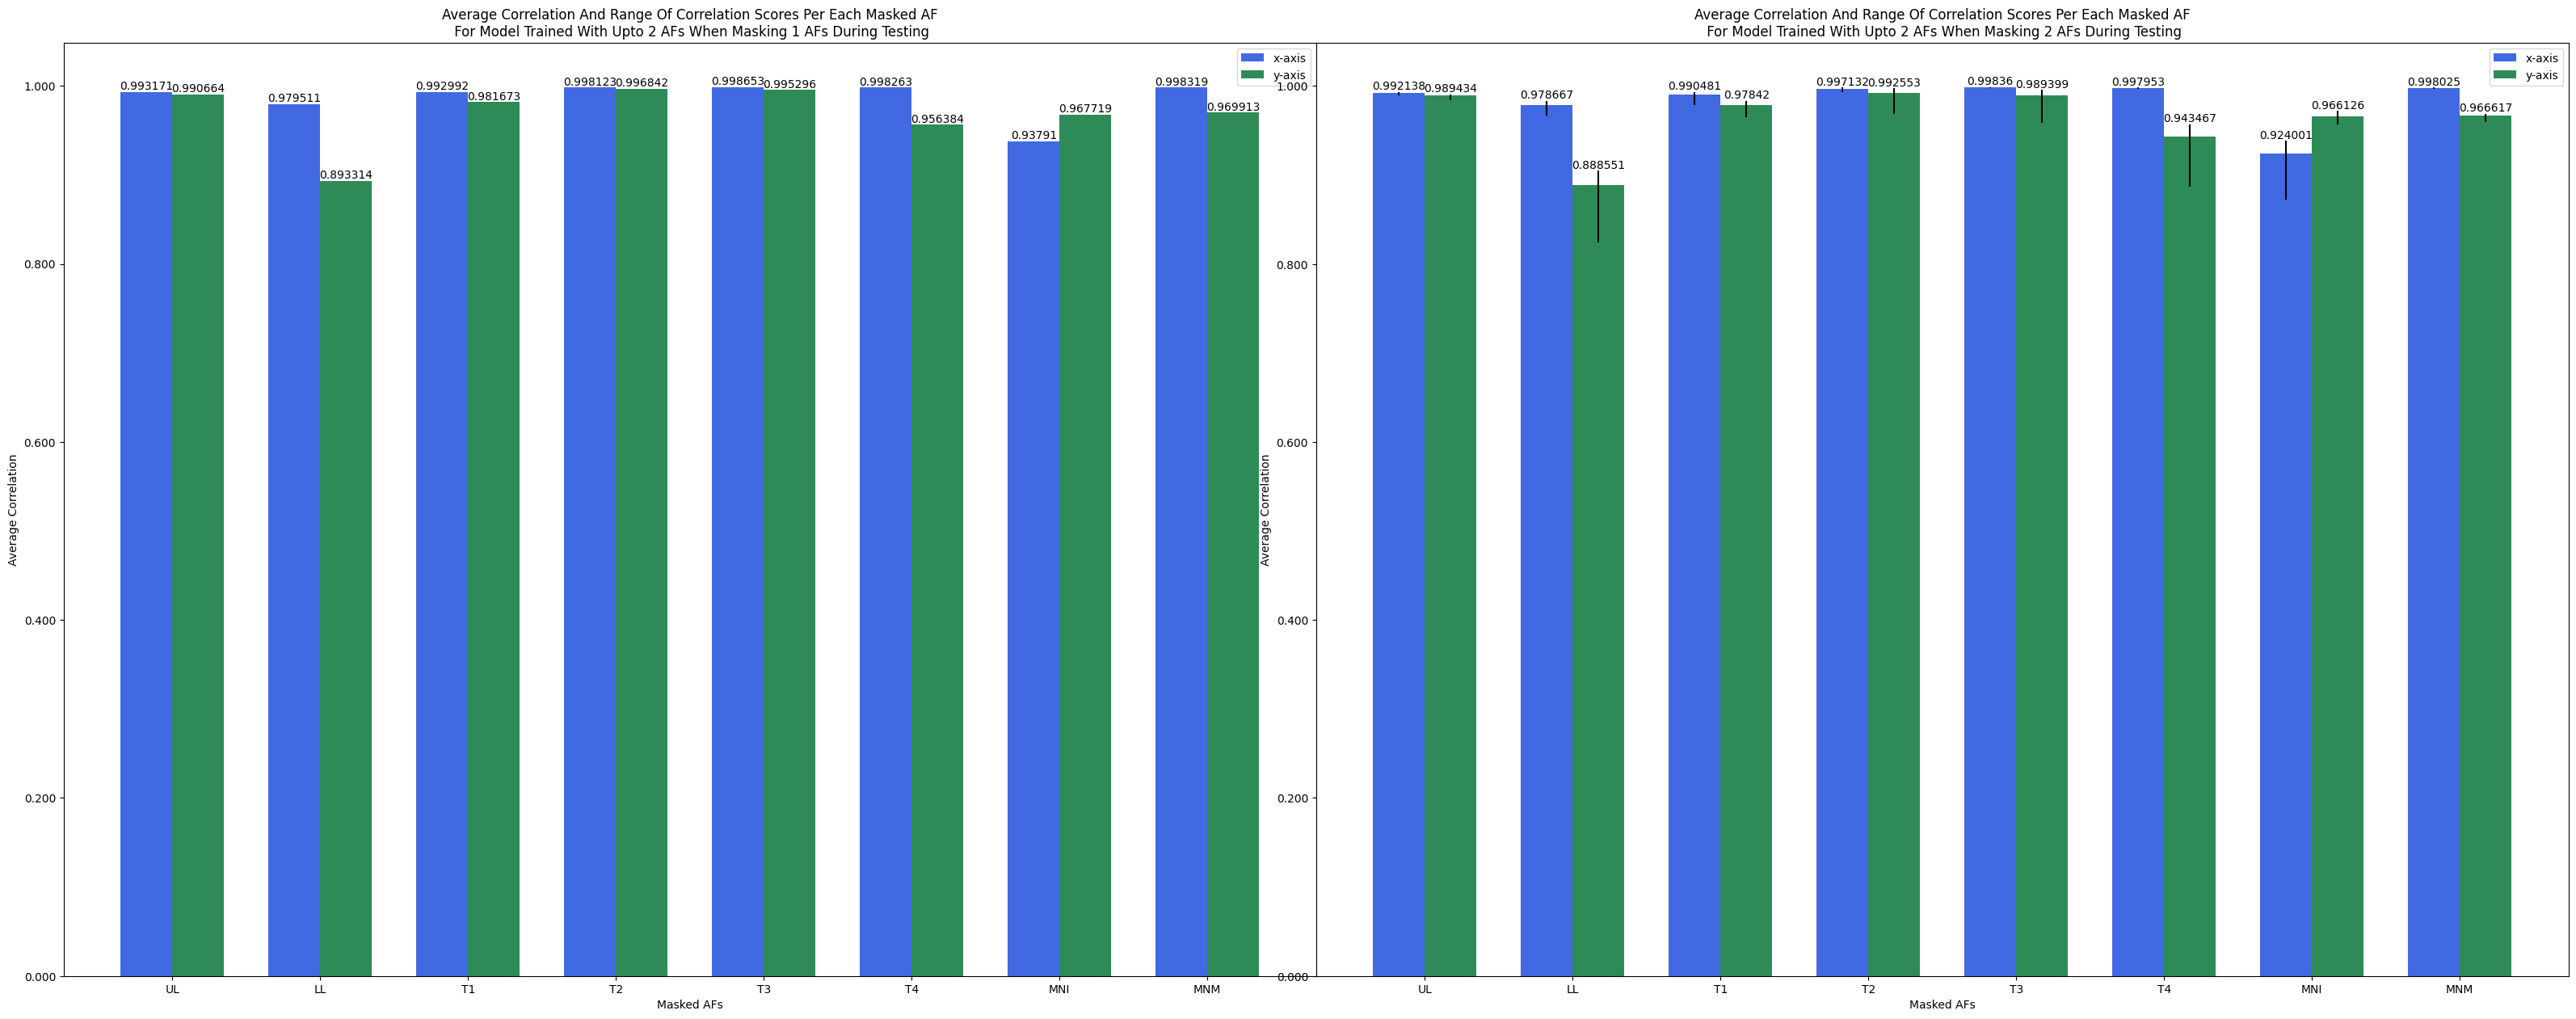 Average Correlation And Range Of Correlation Scores Per Each Masked AF
For Model Trained With Upto 2 AFs When Masking 1 AFs During Testing
x-axis
y-axis
1.000
0.800
0.600
0.400
0.200
0.000
Average Correlation
0.993171
0.990664
0.979511
0.893314
0.992992
0.981673
0.998123
0.996842
0.998653
0.995296
0.998263
0.956384
0.93791
0.967719
0.998319
0.969913
UL
LL
T1
T2
T3
T4
MNI
MNM
Masked AFs
Average Correlation And Range Of Correlation Scores Per Each Masked AF
For Model Trained With Upto 2 AFs When Masking 2 AFs During Testing
x-axis
y-axis
1.000
0.800
0.600
0.400
0.200
0.000
Average Correlation
0.992138
0.989434
0.978667
0.888551
0.990481
0.97842
0.997132
0.992553
0.99836
0.989399
0.997953
0.943467
0.924001
0.966126
0.998025
0.966617
UL
LL
T1
T2
T3
T4
MNI
MNM
Masked AFs